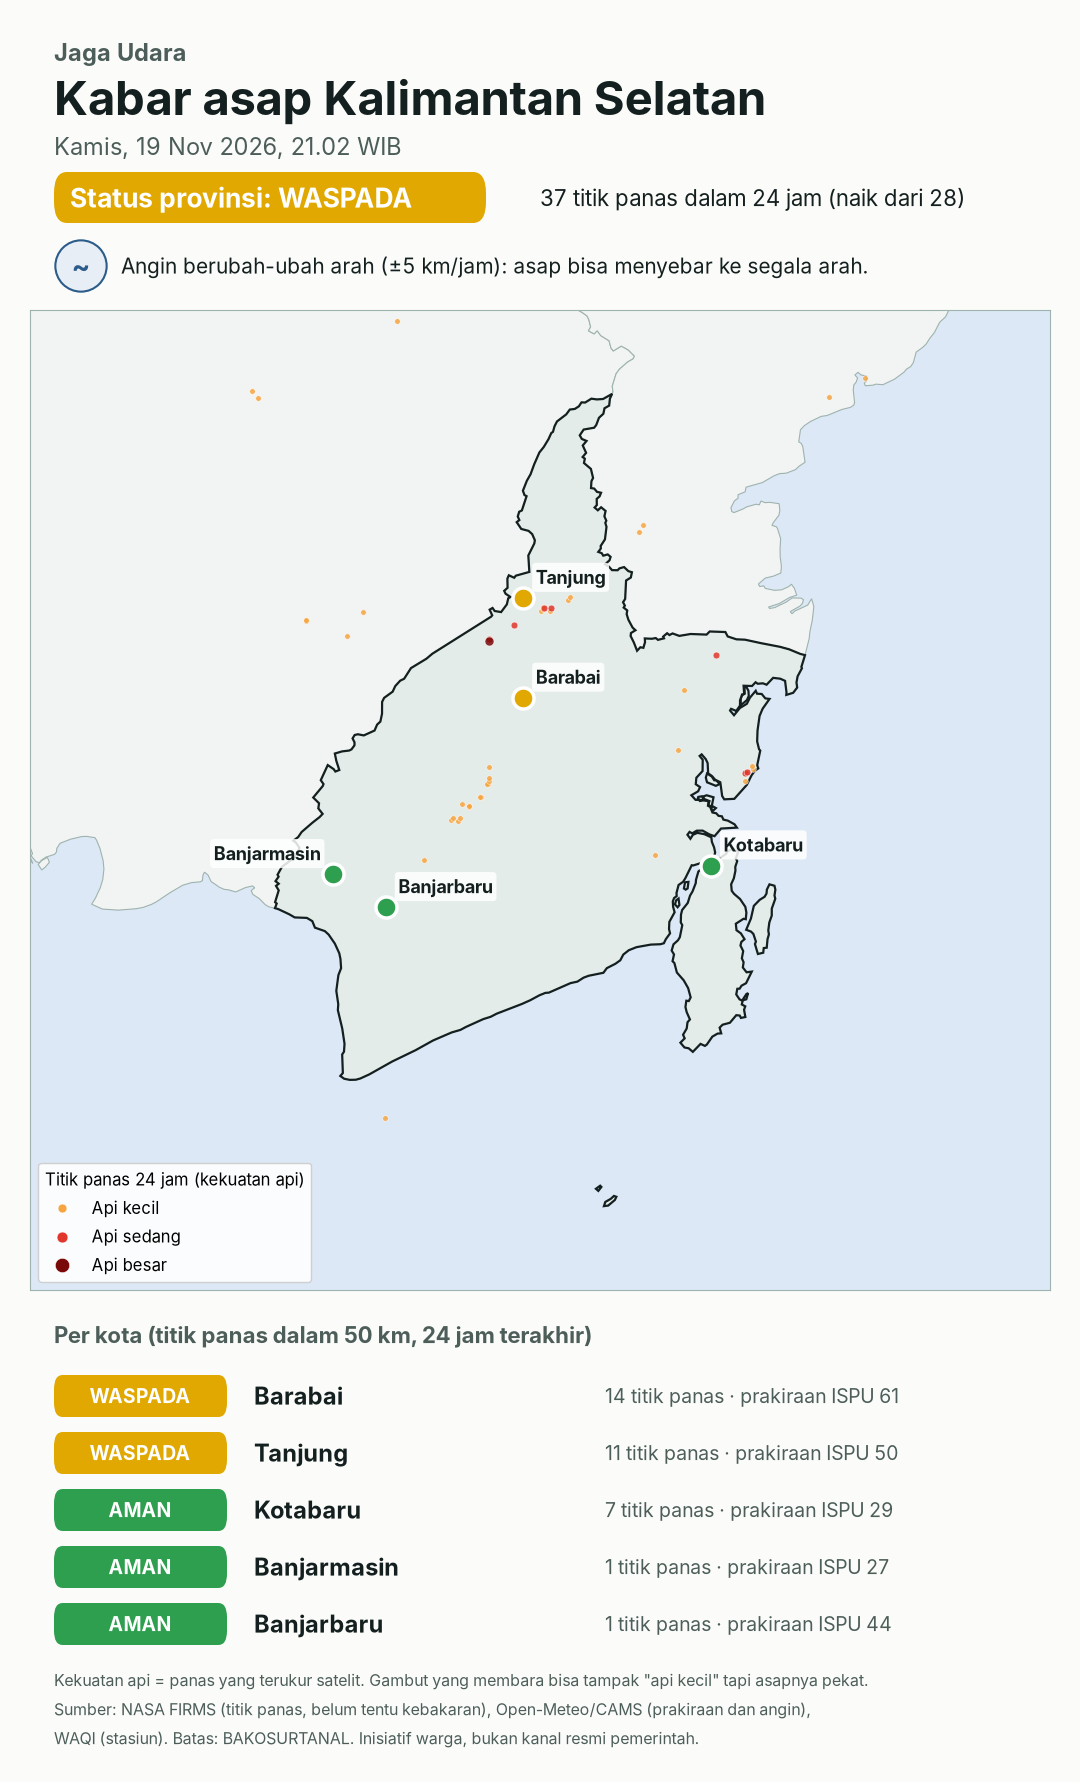 Jaga Udara
Kabar asap Kalimantan Selatan
Kamis, 19 Nov 2026, 21.02 WIB
Status provinsi: WASPADA
37 titik panas dalam 24 jam (naik dari 28)
~ Angin berubah-ubah arah (±5 km/jam): asap bisa menyebar ke segala arah.
Tanjung
Barabai
Banjarmasin
Kotabaru
Banjarbaru
Titik panas 24 jam (kekuatan api)
Api kecil
Api sedang
Api besar
Per kota (titik panas dalam 50 km, 24 jam terakhir)
WASPADA Barabai 14 titik panas · prakiraan ISPU 61
WASPADA Tanjung 11 titik panas · prakiraan ISPU 50
AMAN Kotabaru 7 titik panas · prakiraan ISPU 29
AMAN Banjarmasin 1 titik panas · prakiraan ISPU 27
AMAN Banjarbaru 1 titik panas · prakiraan ISPU 44
Kekuatan api = panas yang terukur satelit. Gambut yang membara bisa tampak "api kecil" tapi asapnya pekat.
Sumber: NASA FIRMS (titik panas, belum tentu kebakaran), Open-Meteo/CAMS (prakiraan dan angin),
WAQI (stasiun). Batas: BAKOSURTANAL. Inisiatif warga, bukan kanal resmi pemerintah.